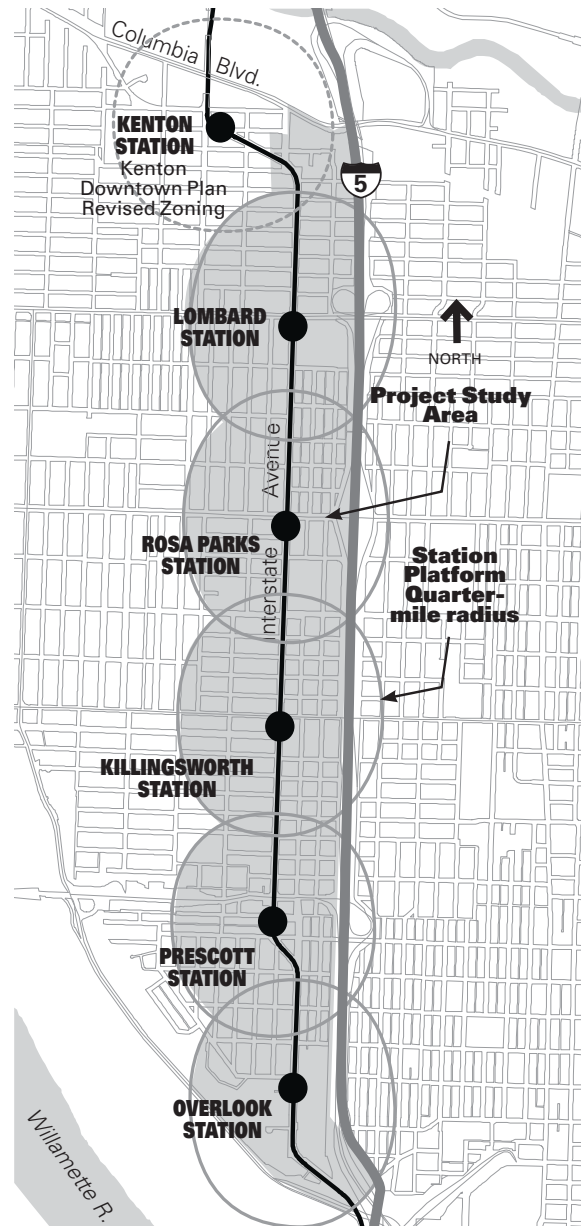 Columbia Blvd.
KENTON
STATION
Kenton
Downtown Plan
Revised Zoning
5
LOMBARD
STATION
NORTH
Project Study
Area
Avenue
Interstate
ROSA PARKS
STATION
Station
Platform
Quarter-
mile radius
KILLINGSWORTH
STATION
PRESCOTT
STATION
OVERLOOK
STATION
Willamette R.